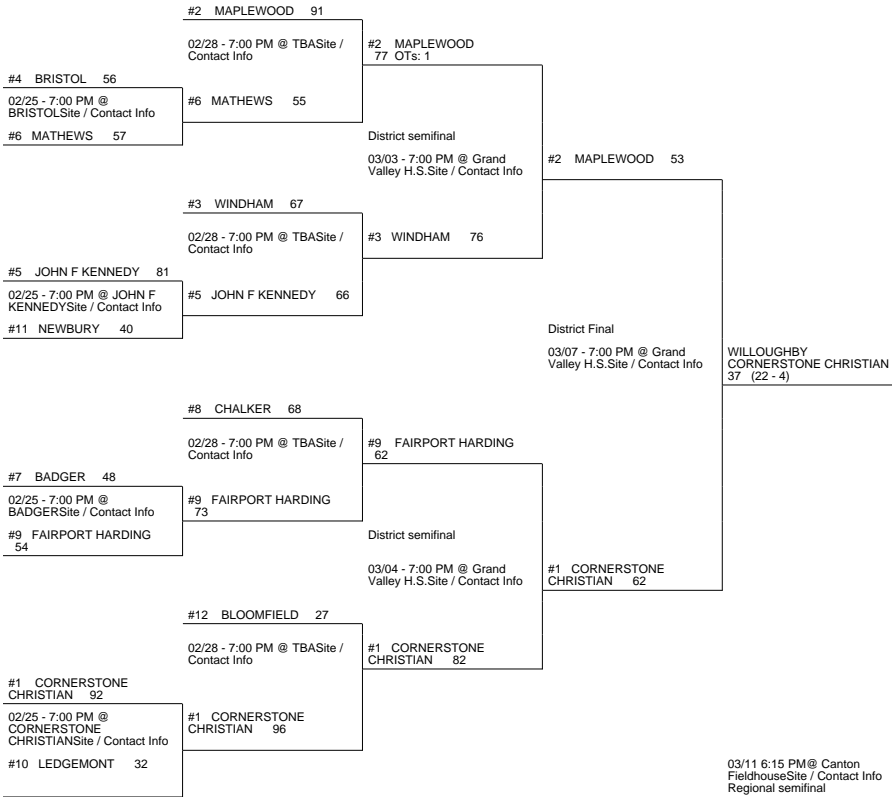 #2 MAPLEWOOD 91
02/28 - 7:00 PM @ TBASite /
Contact Info
#2 MAPLEWOOD
77 OTs: 1
#4 BRISTOL 56
02/25 - 7:00 PM @
BRISTOLSite / Contact Info
#6 MATHEWS 55
#6 MATHEWS 57
District semifinal
03/03 - 7:00 PM @ Grand
Valley H.S.Site / Contact Info
#2 MAPLEWOOD 53
#3 WINDHAM 67
02/28 - 7:00 PM @ TBASite /
Contact Info
#3 WINDHAM 76
#5 JOHN F KENNEDY 81
02/25 - 7:00 PM @ JOHN F
KENNEDYSite / Contact Info
#5 JOHN F KENNEDY 66
#11 NEWBURY 40
District Final
03/07 - 7:00 PM @ Grand
Valley H.S.Site / Contact Info
WILLOUGHBY
CORNERSTONE CHRISTIAN
37 (22 - 4)
#8 CHALKER 68
02/28 - 7:00 PM @ TBASite /
Contact Info
#9 FAIRPORT HARDING
62
#7 BADGER 48
02/25 - 7:00 PM @
BADGERSite / Contact Info
#9 FAIRPORT HARDING
73
#9 FAIRPORT HARDING
54
District semifinal
03/04 - 7:00 PM @ Grand
Valley H.S.Site / Contact Info
#1 CORNERSTONE
CHRISTIAN 62
#12 BLOOMFIELD 27
02/28 - 7:00 PM @ TBASite /
Contact Info
#1 CORNERSTONE
CHRISTIAN 82
#1 CORNERSTONE
CHRISTIAN 92
02/25 - 7:00 PM @
CORNERSTONE
CHRISTIANSite / Contact Info
#1 CORNERSTONE
CHRISTIAN 96
#10 LEDGEMONT 32
03/11 6:15 PM@ Canton
FieldhouseSite / Contact Info
Regional semifinal